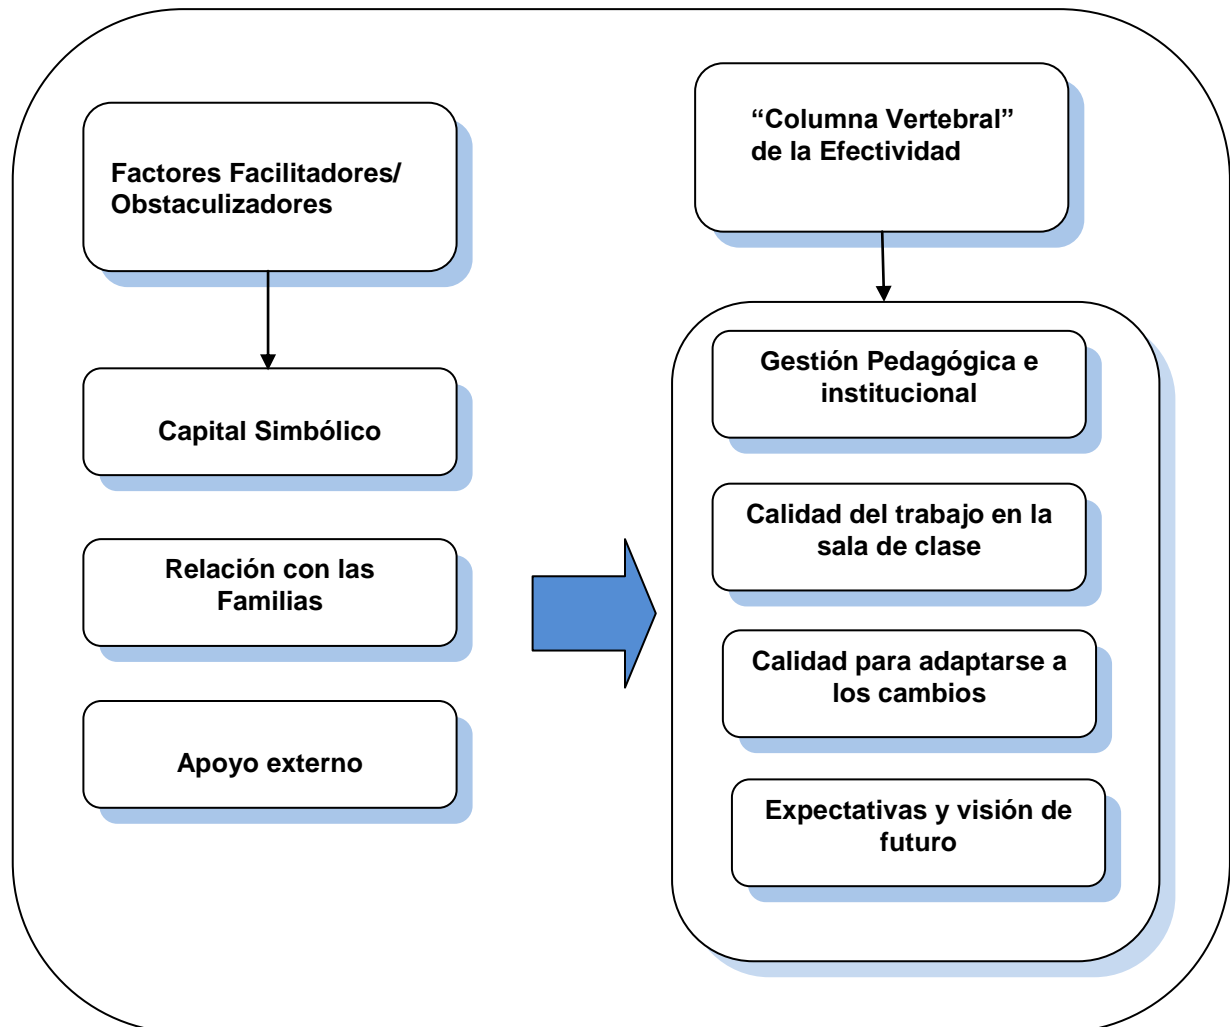 Factores Facilitadores/
Obstaculizadores
Capital Simbólico
Relación con las
Familias
Apoyo externo
“Columna Vertebral”
de la Efectividad
Gestión Pedagógica e
institucional
Calidad del trabajo en la
sala de clase
Calidad para adaptarse a
los cambios
Expectativas y visión de
futuro